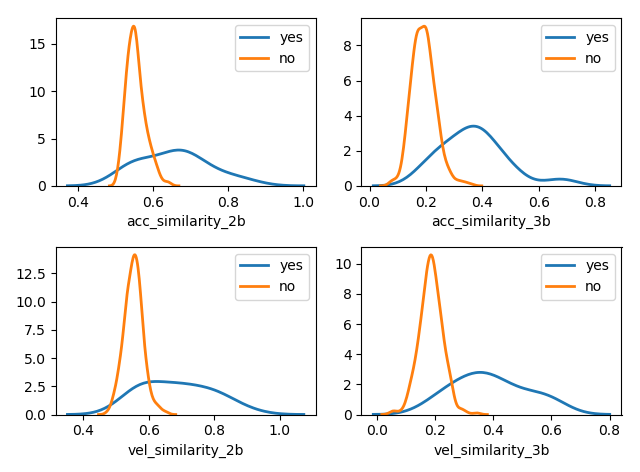 15
10
5
0
0.4 0.6 0.8 1.0
acc_similarity_2b
yes
no
8
6
4
2
0
0.0 0.2 0.4 0.6 0.8
acc_similarity_3b
yes
no
12.5
10.0
7.5
5.0
2.5
0.0
0.4 0.6 0.8 1.0
vel_similarity_2b
yes
no
10
8
6
4
2
0
0.0 0.2 0.4 0.6 0.8
vel_similarity_3b
yes
no